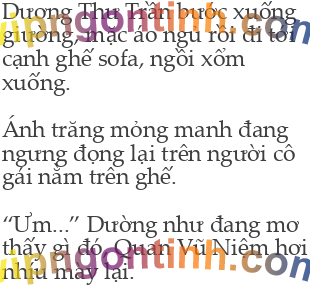 Dương Thư Trần bước xuống
giường, mặc áo ngủ rồi đi tới
cạnh ghế sofa, ngồi xổm
xuống.
Ánh trăng mỏng manh đang
ngưng đọng lại trên người cô
gái nằm trên ghế.
“Ưm...” Dường như đang mơ
thấy gì đó, Quan Vũ Niệm hơi
nhíu mày lại.